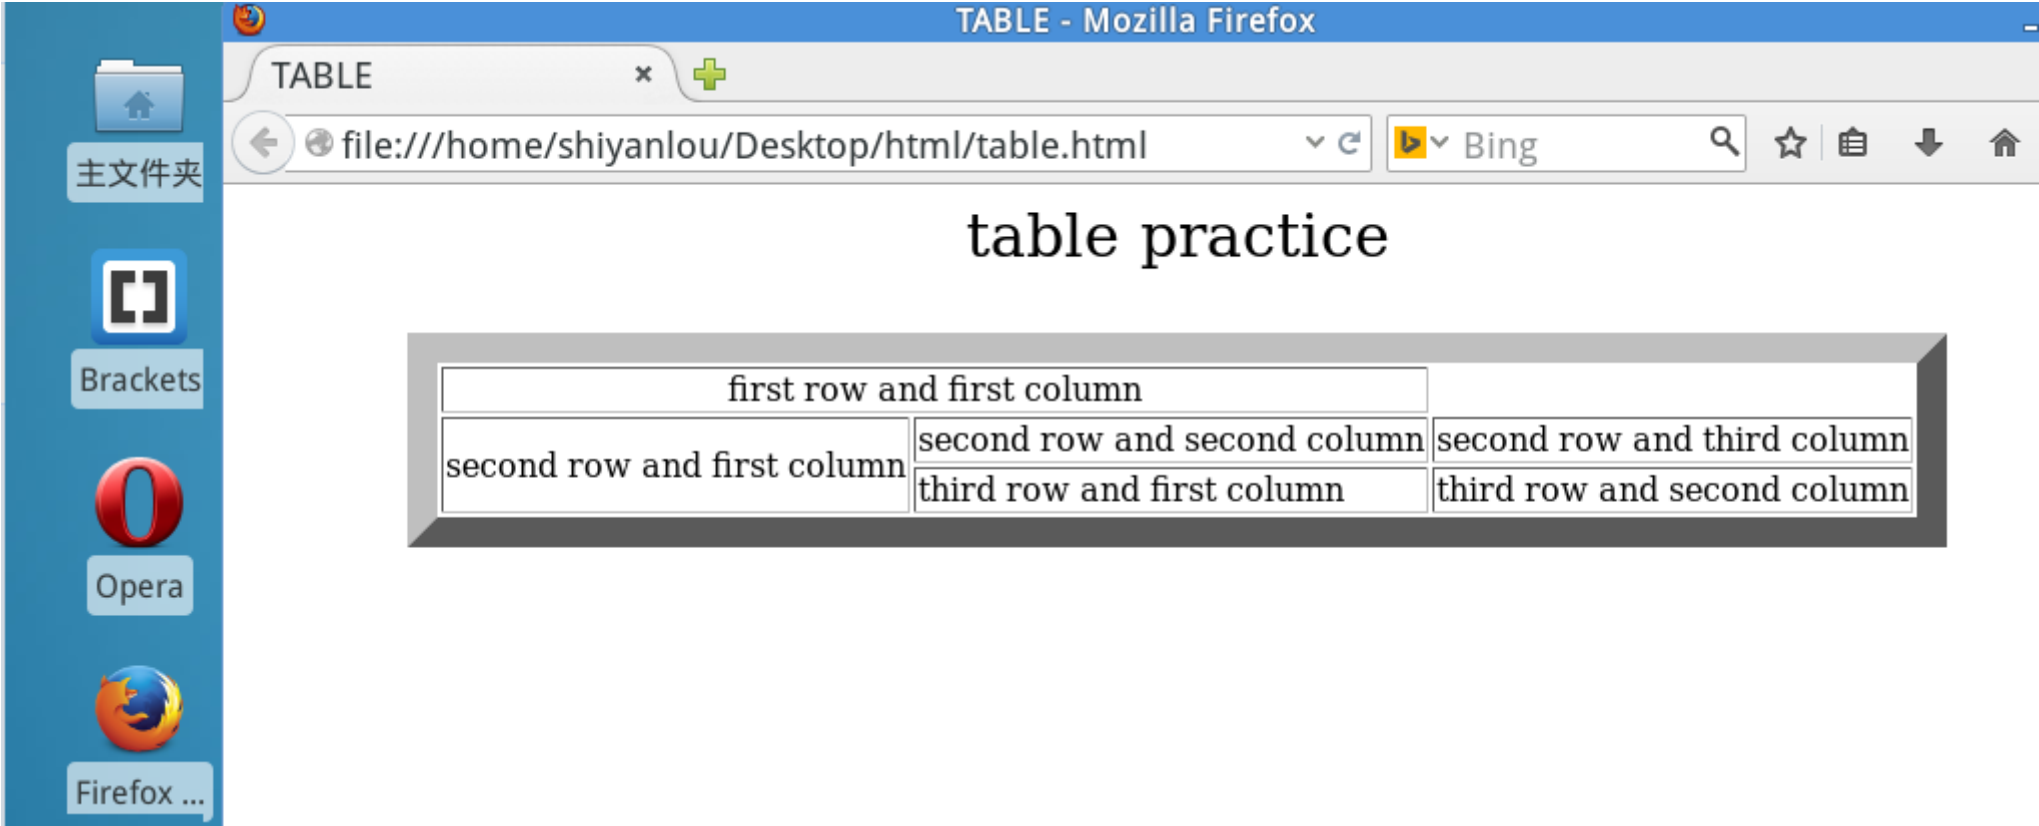 TABLE - Mozilla Firefox
TABLE
file:///home/shiyanlou/Desktop/html/table.html
Bing
主文件夹
Brackets
Opera
Firefox ...
table practice
first row and first column
second row and first column
second row and second column
second row and third column
third row and first column
third row and second column